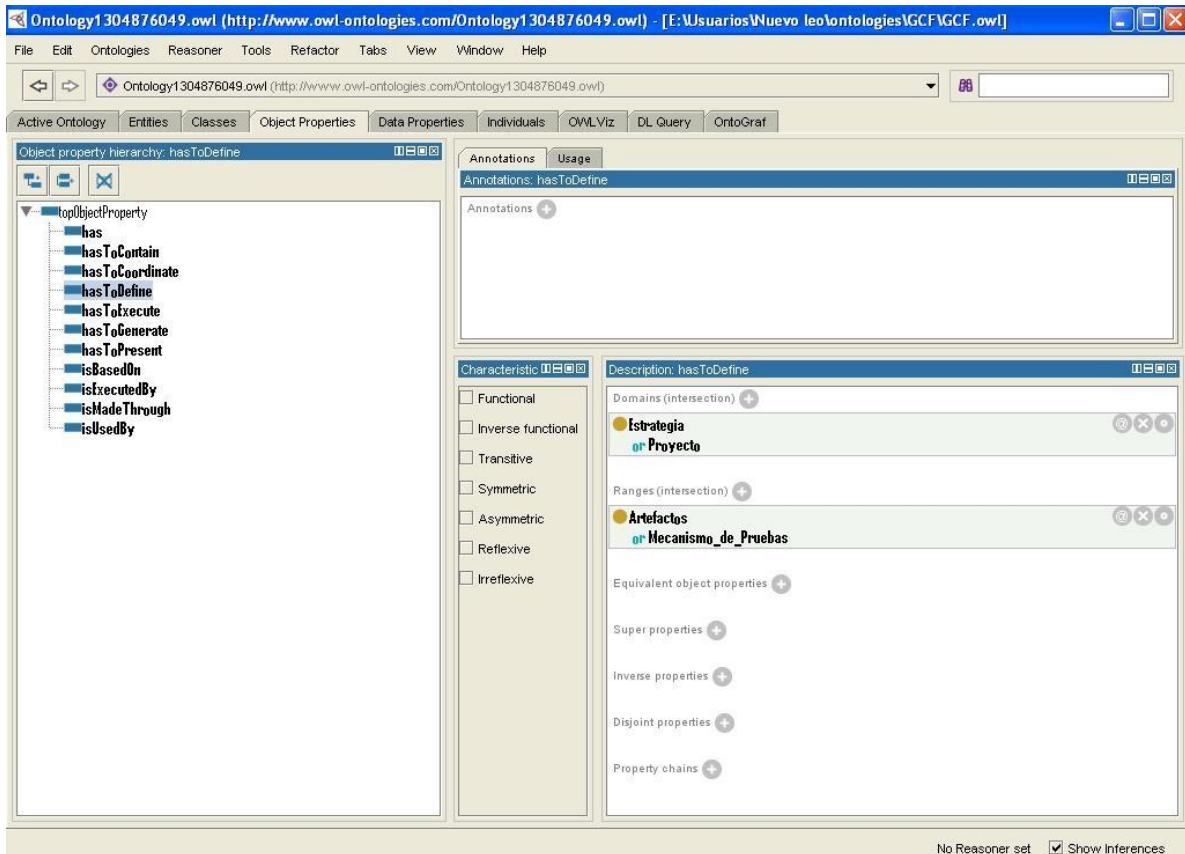 Ontology1304876049.owl (http://www.owl-ontologies.com/Ontology1304876049.owl) - [E:\Usarios\Nuevo leo\ontologies\GCF\GCF.owl]
File Edit Ontologies Reasoner Tools Refactor Tabs View Window Help
Ontology1304876049.owl (http://www.owl-ontologies.com/Ontology1304876049.owl)
Active Ontology Entities Classes Object Properties Data Properties Individuals OWLViz DL Query OntoGraf
Object property hierarchy: hasToDefine
topObjectProperty
has
hasToContain
hasToCoordinate
hasToDefine
hasToExecute
hasToGenerate
hasToPresent
isBasedOn
isExecutedBy
isMadeThrough
isUsedBy
Annotations Usage
Annotations: hasToDefine
Annotations
Characteristic
Functional
Inverse functional
Transitive
Symmetric
Asymmetric
Reflexive
Irreflexive
Description: hasToDefine
Domains (intersection)
Estrategia
or Proyecto
Ranges (intersection)
Artefactos
or Mecanismo_de_Pruebas
Equivalent object properties
Super properties
Inverse properties
Disjoint properties
Property chains
No Reasoner set Show Inferences